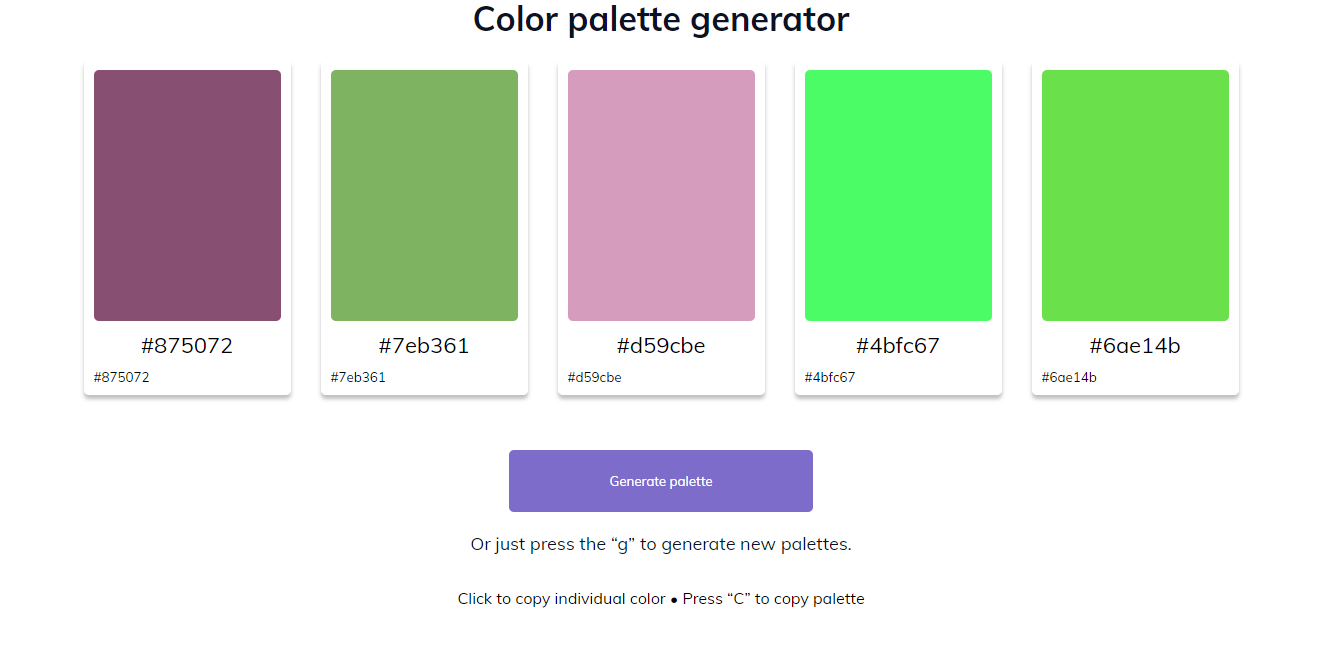 Color palette generator
#875072
#7eb361
#d59cbe
#4bfc67
#6ae14b
#875072
#7eb361
#d59cbe
#4bfc67
#6ae14b
Generate palette
Or just press the “g” to generate new palettes.
Click to copy individual color • Press “C” to copy palette